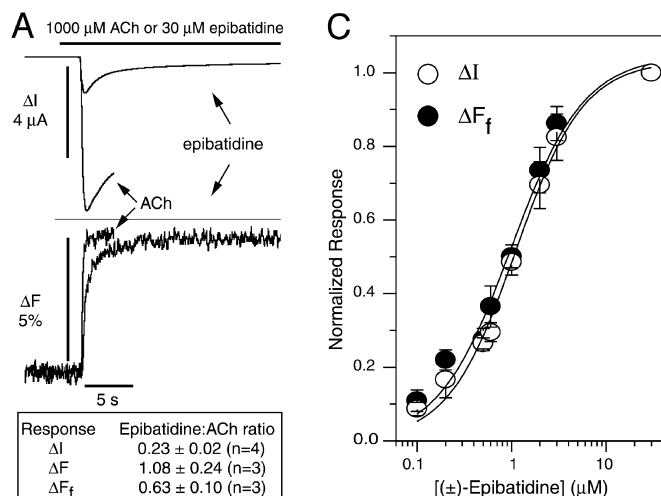 A
1000 µM ACh or 30 µM epibatidine
ΔI
4 µA
epibatidine
ACh
ΔF
5%
5 s
Response Epibatidine:ACh ratio
ΔI 0.23 ± 0.02 (n=4)
ΔF 1.08 ± 0.24 (n=3)
ΔFf 0.63 ± 0.10 (n=3)
C
ΔI
ΔFf
Normalized Response
1.0
0.8
0.6
0.4
0.2
0.0
0.1 1 10
[(±)-Epibatidine] (µM)